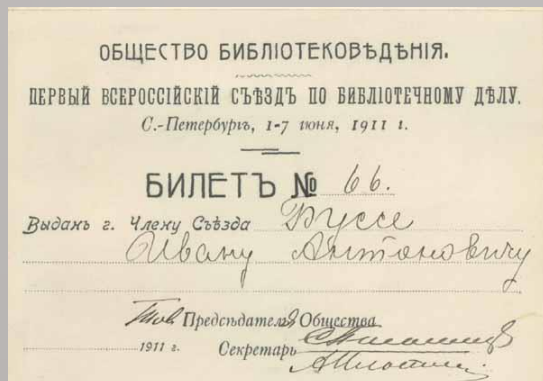 ОБЩЕСТВО БИБЛІОТЕКОВѢДѢНІЯ.
ПЕРВЫЙ ВСЕРОССІЙСКІЙ СЪѢЗДЪ ПО БИБЛІОТЕЧНОМУ ДѢЛУ.
С.-Петербургъ, 1-7 іюня, 1911 г.
БИЛЕТЪ № 66.
Выданъ г. Члену Съѣзда Буссе
Ивану Антоновичу
Тов. Предсѣдателя Общества
1911 г. Секретарь